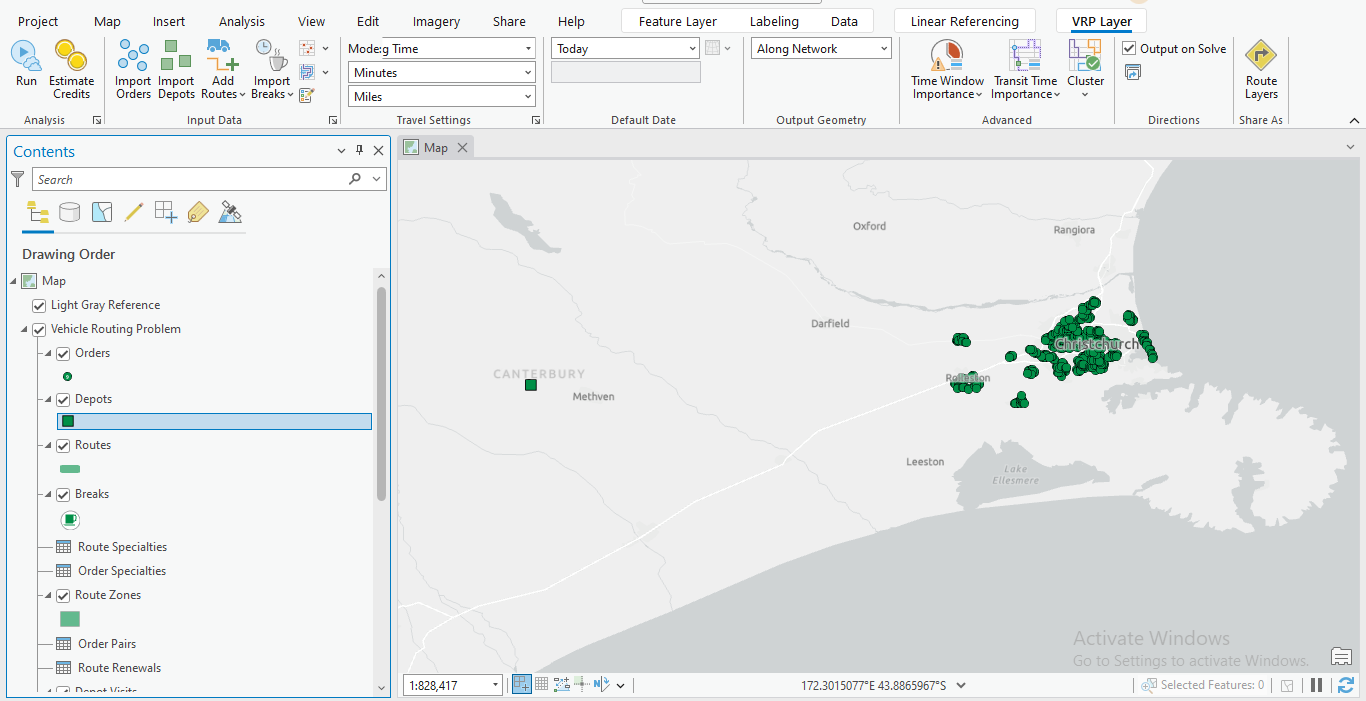 Project Map Insert Analysis View Edit Imagery Share Help Feature Layer Labeling Data Linear Referencing VRP Layer
Run
Estimate
Credits
Analysis
Import
Orders
Import
Depots
Add
Routes
Import
Breaks
Input Data
Mode: g Time
Minutes
Miles
Travel Settings
Today
Default Date
Along Network
Output Geometry
Time Window
Importance
Transit Time
Importance
Cluster
Advanced
Output on Solve
Directions
Route
Layers
Share As
Contents
Search
Drawing Order
Map
Light Gray Reference
Vehicle Routing Problem
Orders
Depots
Routes
Breaks
Route Specialties
Order Specialties
Route Zones
Order Pairs
Route Renewals
Depot Visits
Map
Oxford
Rangiora
Darfield
Christchurch
CANTERBURY
Methven
Rolleston
Leeston
Lake
Ellesmere
Activate Windows
Go to Settings to activate Windows.
1:828,417
172.3015077°E 43.8865967°S
Selected Features: 0